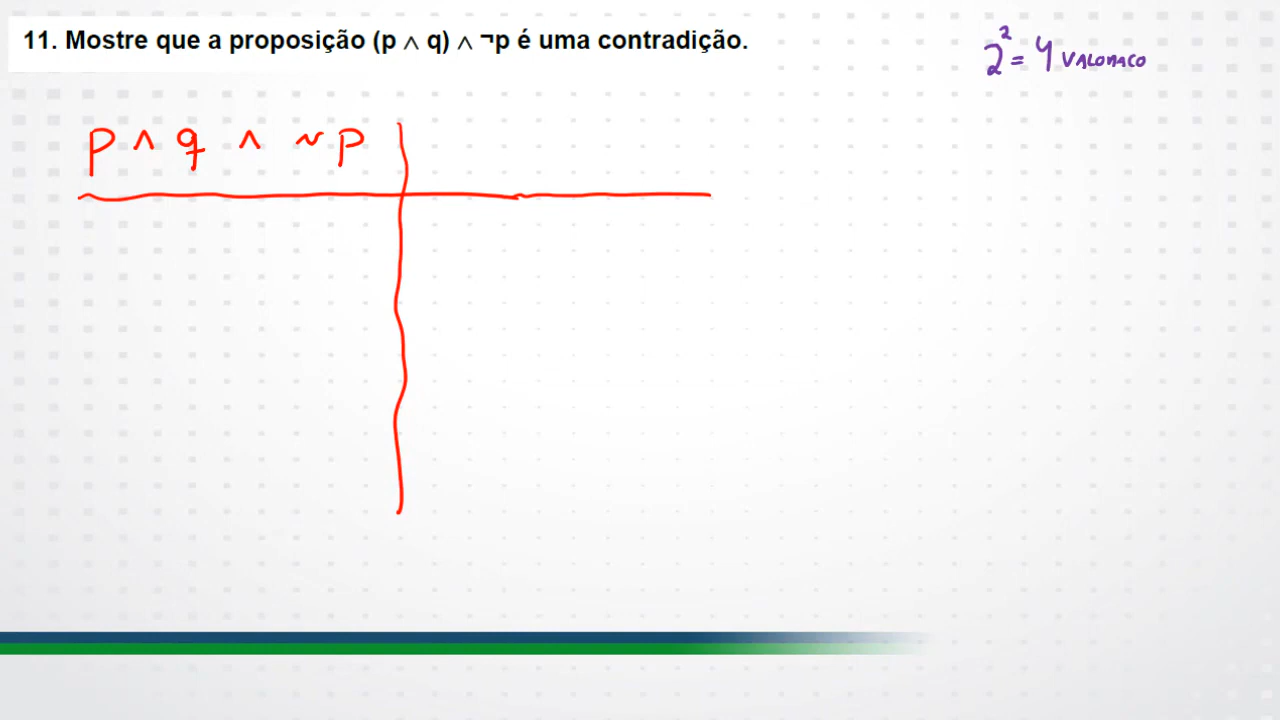 11. Mostre que a proposição (p ∧ q) ∧ ¬p é uma contradição.
2² = 4 VALORAÇO
p ∧ q ∧ ~p